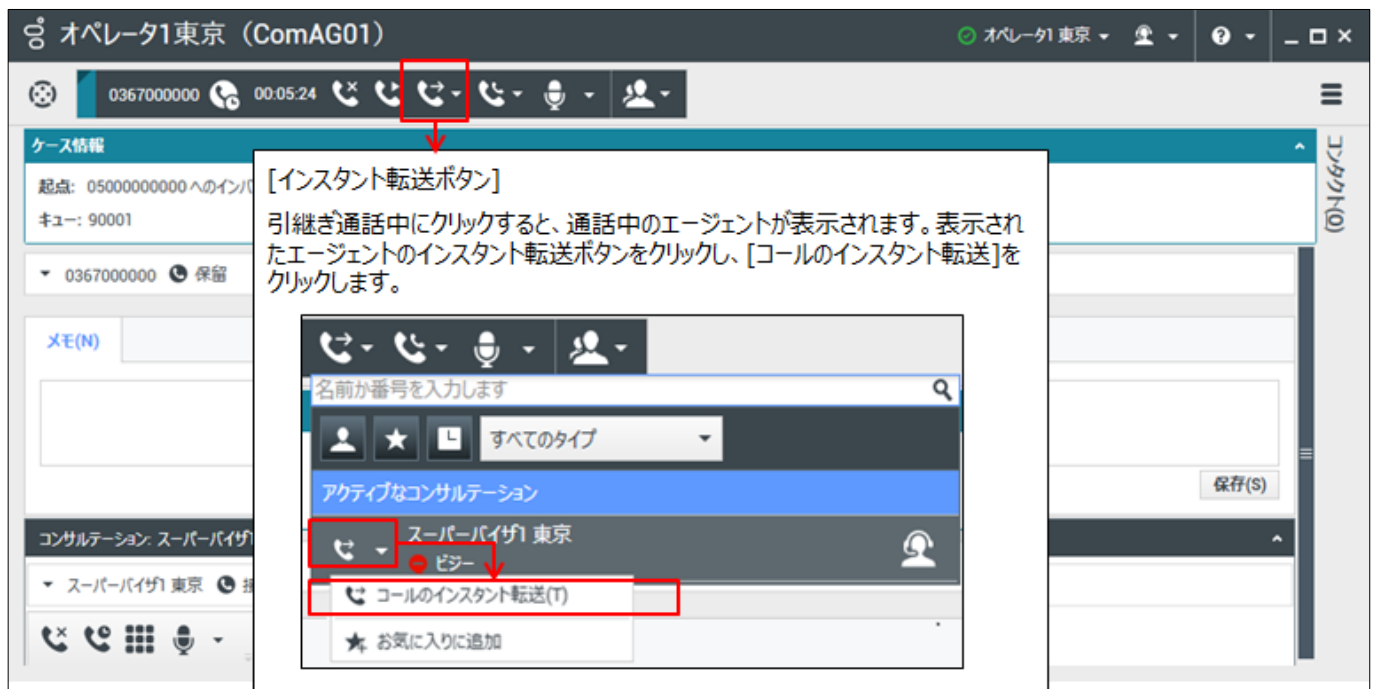 オペレータ1東京（ComAG01）
オペレータ1 東京
0367000000 00:05:24
ケース情報
起点: 05000000000 へのインバ
キュー: 90001
コンタクト(0)
0367000000 保留
メモ(N)
保存(S)
コンサルテーション: スーパーバイザ1
スーパーバイザ1 東京
[インスタント転送ボタン]
引継ぎ通話中にクリックすると、通話中のエージェントが表示されます。表示され
たエージェントのインスタント転送ボタンをクリックし、[コールのインスタント転送]を
クリックします。
名前か番号を入力します
すべてのタイプ
アクティブなコンサルテーション
スーパーバイザ1 東京
ビジー
コールのインスタント転送(T)
お気に入りに追加